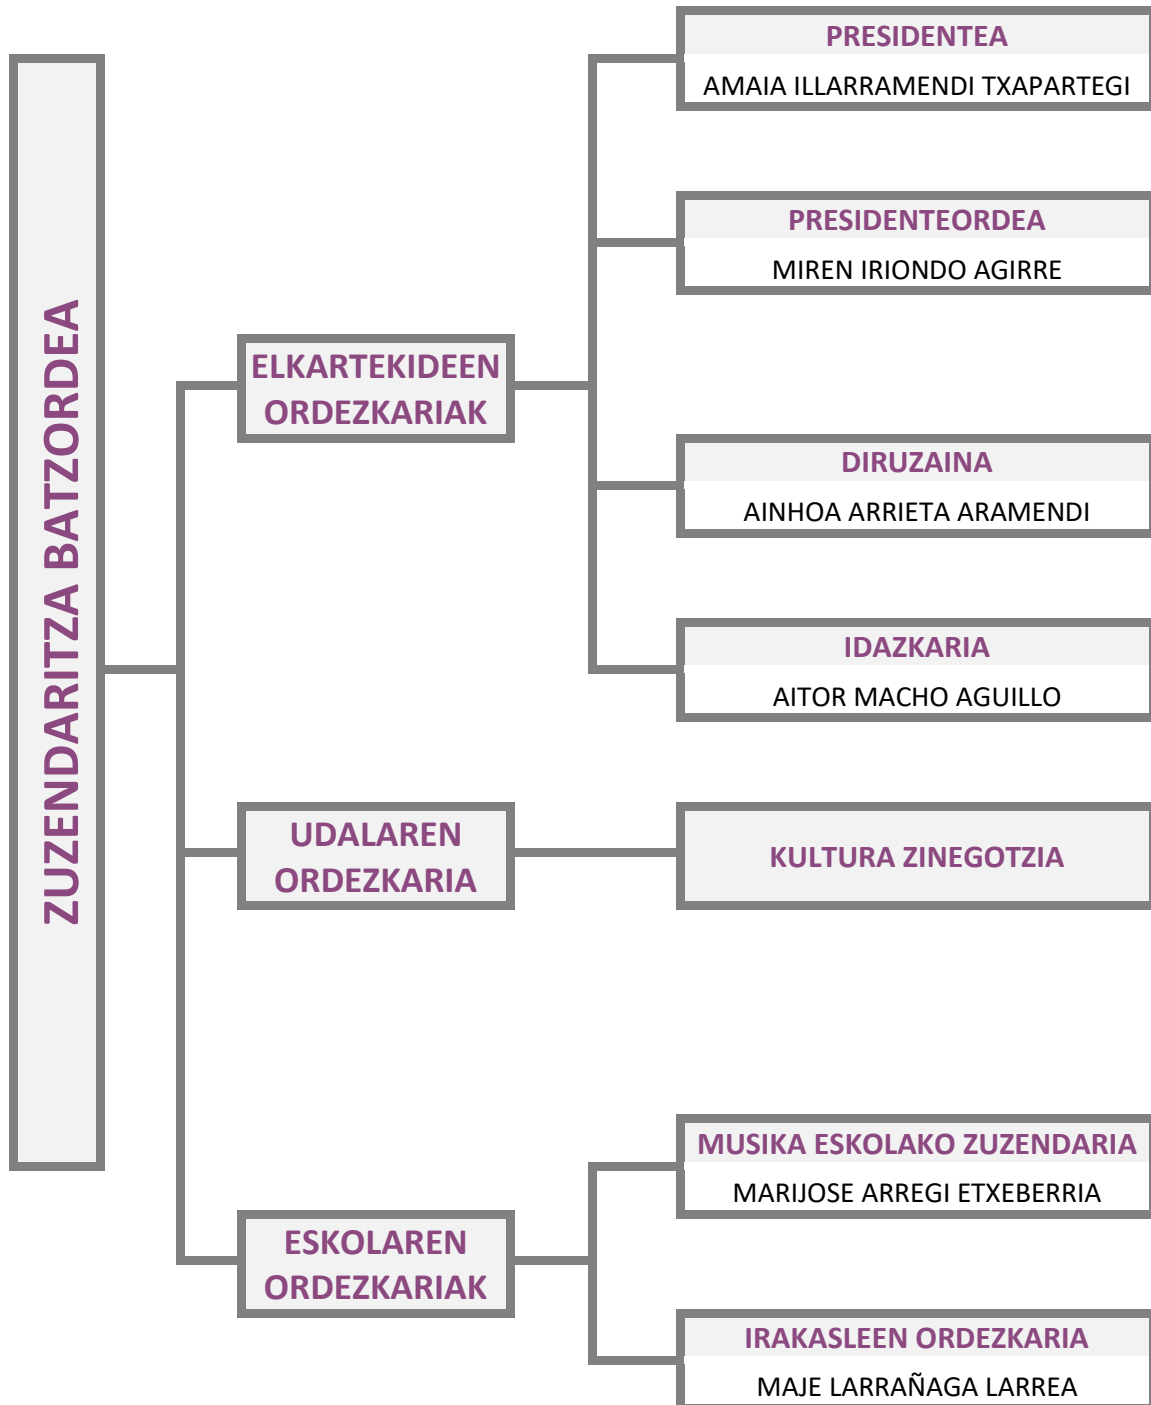 ZUZENDARITZA BATZORDEA
ELKARTEKIDEEN
ORDEZKARIAK
PRESIDENTEA
AMAIA ILLARRAMENDI TXAPARTEGI
PRESIDENTEORDEA
MIREN IRIONDO AGIRRE
DIRUZAINA
AINHOA ARRIETA ARAMENDI
IDAZKARIA
AITOR MACHO AGUILLO
UDALAREN
ORDEZKARIA
KULTURA ZINEGOTZIA
ESKOLAREN
ORDEZKARIAK
MUSIKA ESKOLAKO ZUZENDARIA
MARIJOSE ARREGI ETXEBERRIA
IRAKASLEEN ORDEZKARIA
MAJE LARRAÑAGA LARREA